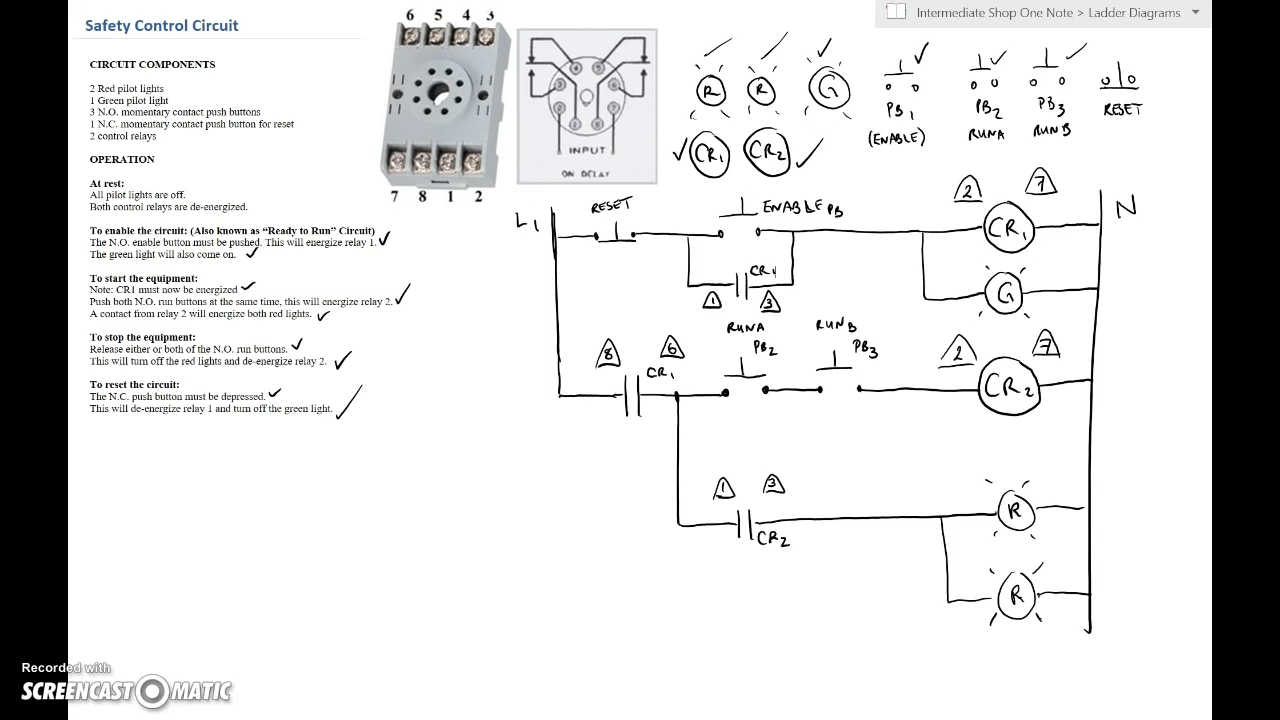 Intermediate Shop One Note > Ladder Diagrams
Safety Control Circuit
CIRCUIT COMPONENTS
2 Red pilot lights
1 Green pilot light
3 N.O. momentary contact push buttons
1 N.C. momentary contact push button for reset
2 control relays
OPERATION
At rest:
All pilot lights are off.
Both control relays are de-energized.
To enable the circuit: (Also known as “Ready to Run” Circuit)
The N.O. enable button must be pushed. This will energize relay 1.
The green light will also come on.
To start the equipment:
Note: CR1 must now be energized
Push both N.O. run buttons at the same time, this will energize relay 2.
A contact from relay 2 will energize both red lights.
To stop the equipment:
Release either or both of the N.O. run buttons.
This will turn off the red lights and de-energize relay 2.
To reset the circuit:
The N.C. push button must be depressed.
This will de-energize relay 1 and turn off the green light.
6 5 4 3
7 8 1 2
INPUT
ON DELAY
R R G
PB1 PB2 PB3 RESET
(ENABLE) RUNA RUNB
CR1 CR2
2 7
L1 RESET ENABLE PB CR1 N
CR1
1 3
G
RUNA RUNB
8 6 PB2 PB3 2 7
CR1
CR2
1 3
R
CR2
R
Recorded with
SCREENCAST MATIC